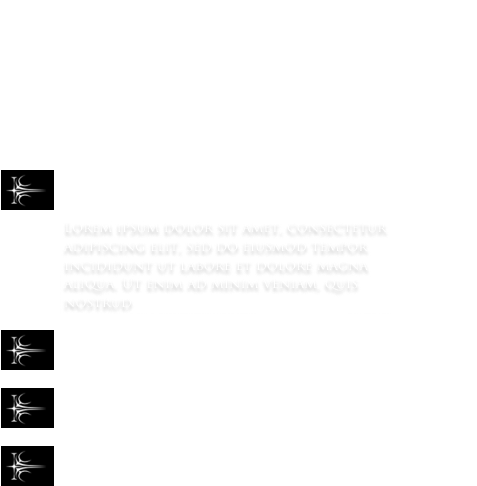 Lorem ipsum dolor sit amet, consectetur
adipiscing elit, sed do eiusmod tempor
incididunt ut labore et dolore magna
aliqua. Ut enim ad minim veniam, quis
nostrud